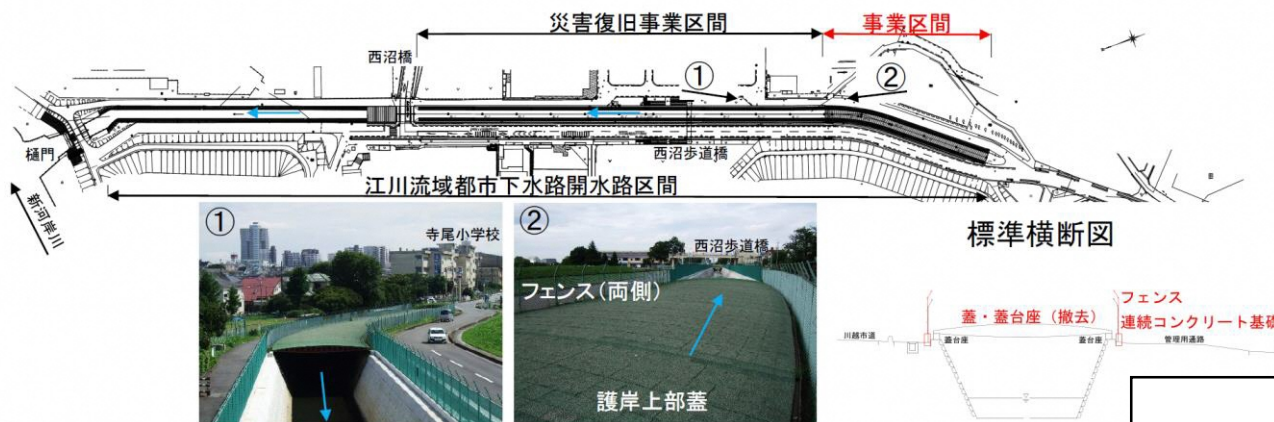 災害復旧事業区間
事業区間
西沼橋
①
②
樋門
西沼歩道橋
江川流域都市下水路開水路区間
新河岸川
①
寺尾小学校
②
西沼歩道橋
フェンス(両側)
護岸上部蓋
標準横断図
フェンス
蓋・蓋台座(撤去)
連続コンクリート基礎
川越市道
蓋台座
蓋台座
管理用通路